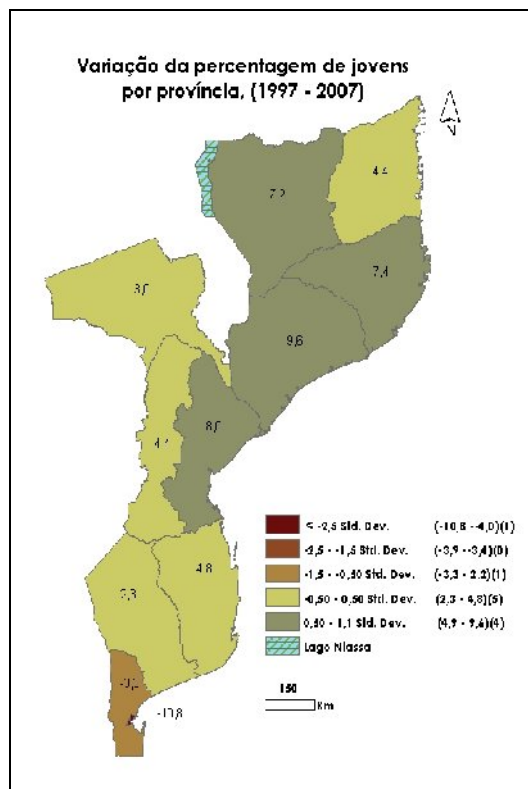 Variação da percentagem de jovens
por província, (1997 - 2007)
N
4,4
7,2
7,4
9,6
8,0
4,8
2,3
≤ -2,5 Std. Dev. (-10,8 - -4,0)(1)
-2,5 - -1,5 Std. Dev. (-3,9 - -3,4)(0)
-1,5 - -0,50 Std. Dev. (-3,3 - 2,2)(1)
-0,50 - 0,50 Std. Dev. (2,3 - 4,8)(5)
0,50 - 1,1 Std. Dev. (4,9 - 9,6)(4)
Lago Niassa
150
Km